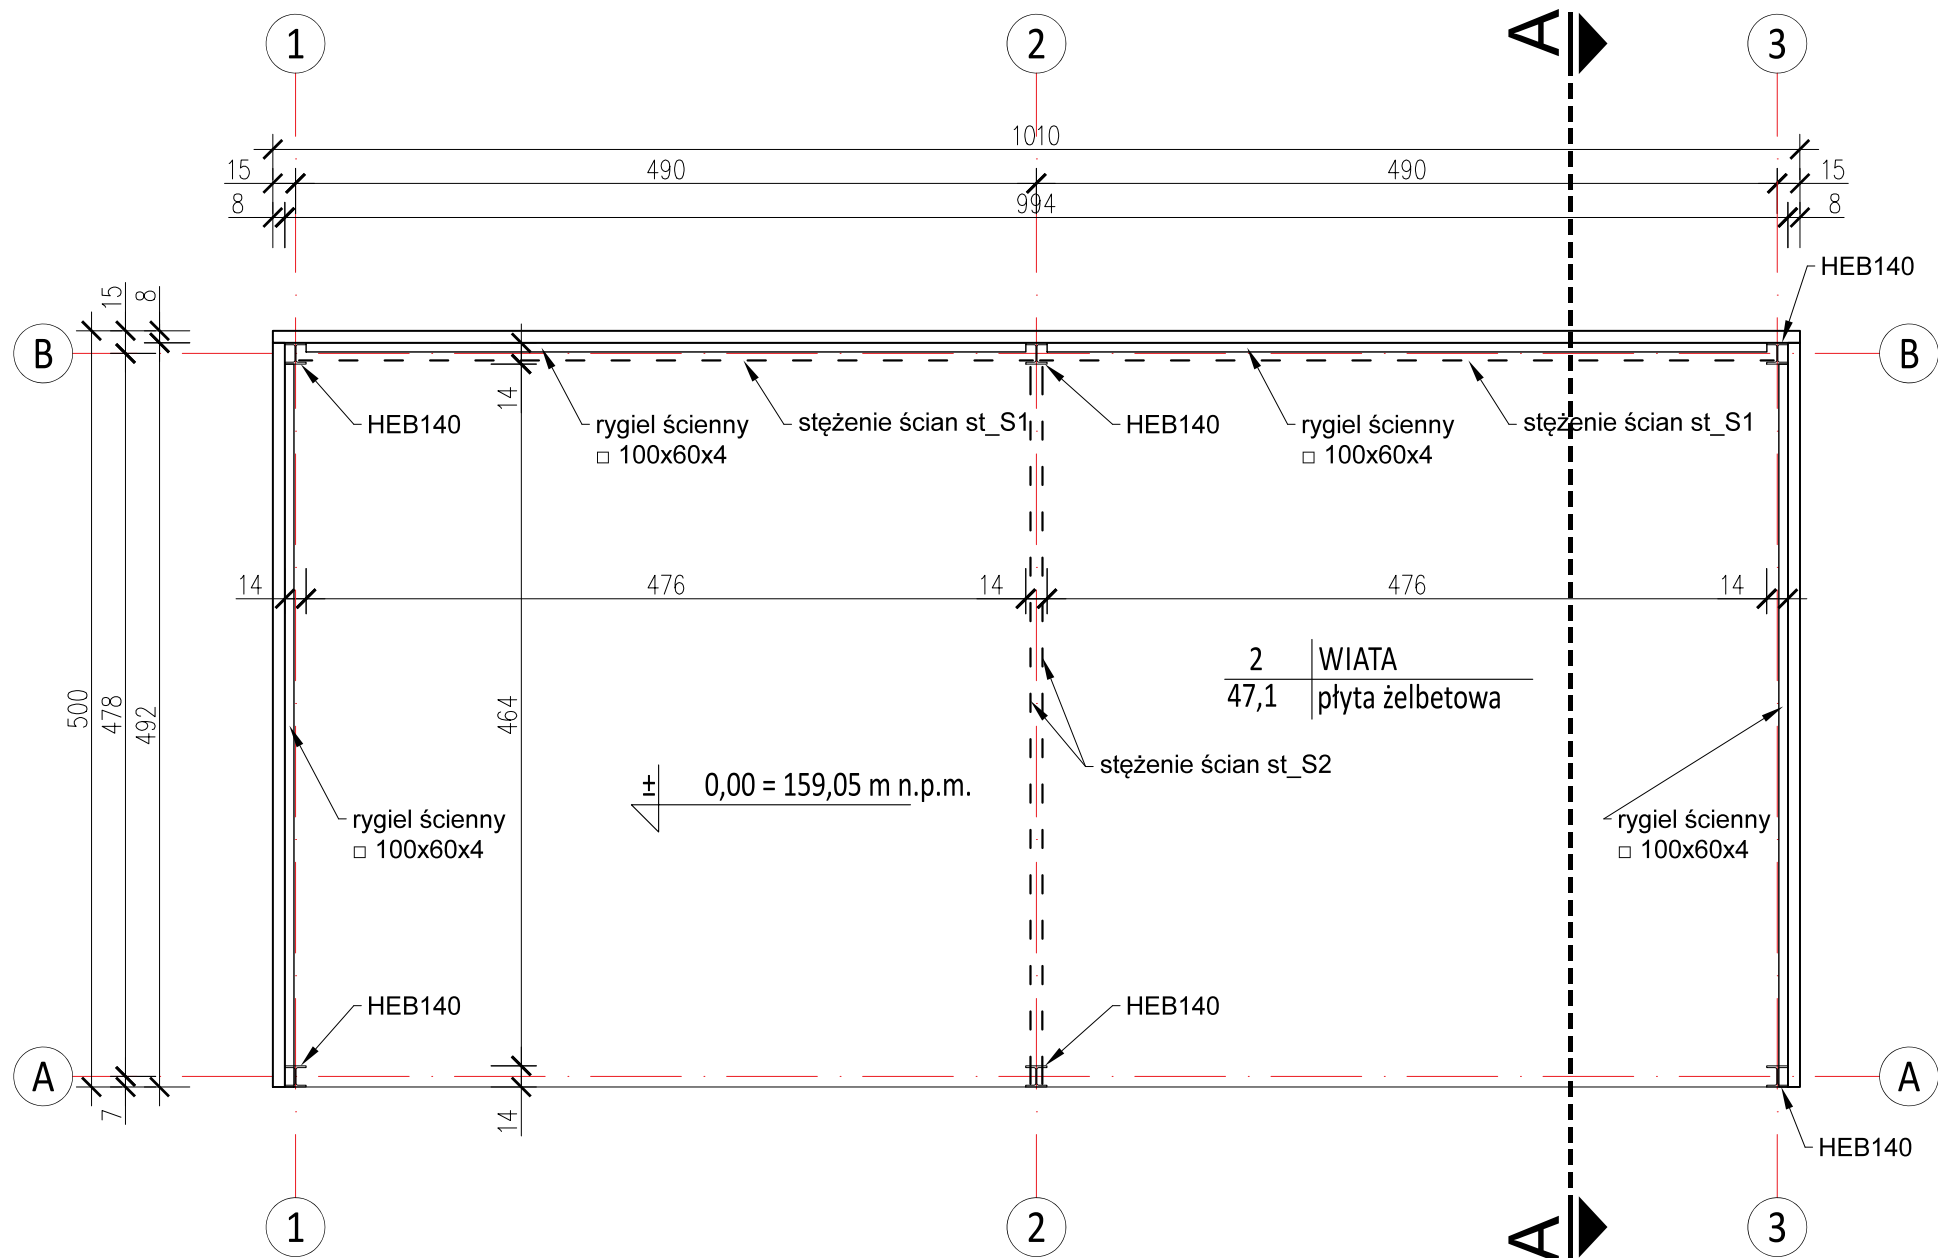 1
2
A
3
1010
15
490
490
15
8
994
8
HEB140
15
8
B
B
14
HEB140
rygiel ścienny
□ 100x60x4
stężenie ścian st_S1
HEB140
rygiel ścienny
□ 100x60x4
stężenie ścian st_S1
14
476
14
476
14
2
WIATA
47,1
płyta żelbetowa
500
478
492
464
stężenie ścian st_S2
± 0,00 = 159,05 m n.p.m.
rygiel ścienny
□ 100x60x4
rygiel ścienny
□ 100x60x4
HEB140
HEB140
A
A
7
14
HEB140
1
2
A
3